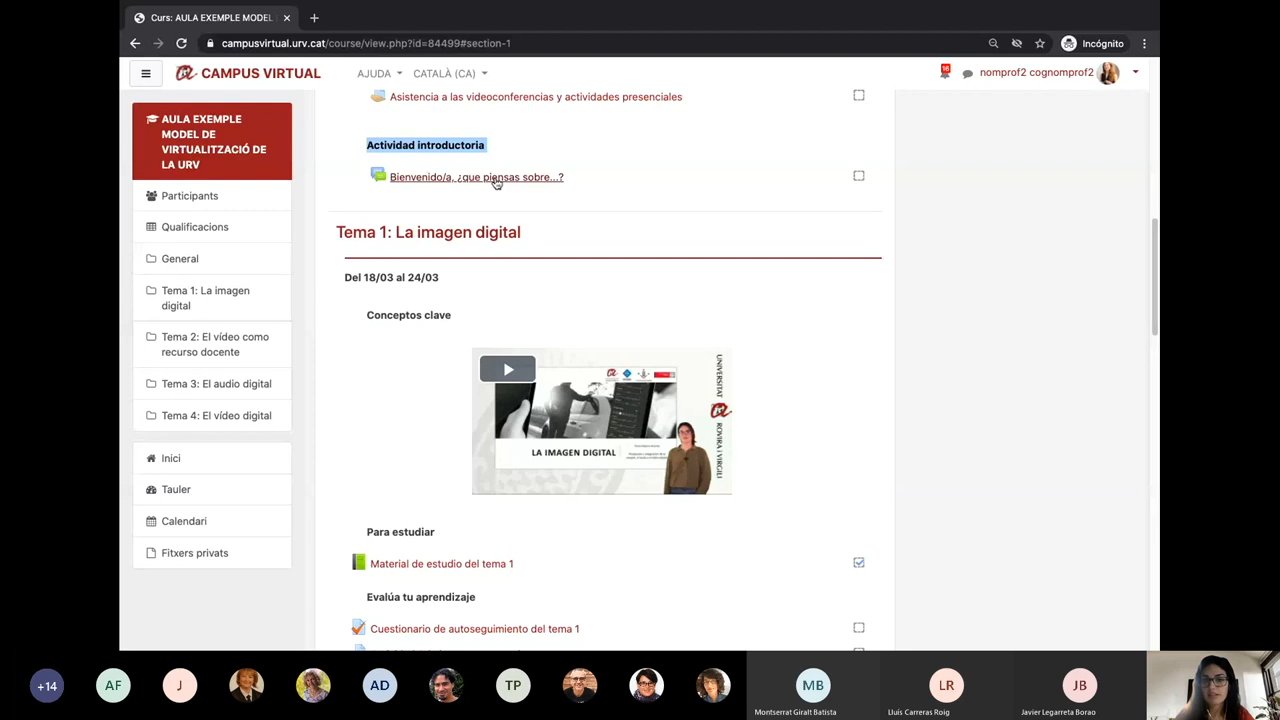 Curs: AULA EXEMPLE MODEL
campusvirtual.urv.cat/course/view.php?id=84499#section-1
Incógnito
CAMPUS VIRTUAL
AJUDA
CATALÀ (CA)
16
nomprof2 cognomprof2
AULA EXEMPLE
MODEL DE
VIRTUALITZACIÓ DE
LA URV
Participants
Qualificacions
General
Tema 1: La imagen
digital
Tema 2: El vídeo como
recurso docente
Tema 3: El audio digital
Tema 4: El vídeo digital
Inici
Tauler
Calendari
Fitxers privats
Asistencia a las videoconferencias y actividades presenciales
Actividad introductoria
Bienvenido/a, ¿que piensas sobre...?
Tema 1: La imagen digital
Del 18/03 al 24/03
Conceptos clave
LA IMAGEN DIGITAL
UNIVERSITAT
ROVIRA i VIRGILI
Para estudiar
Material de estudio del tema 1
Evalúa tu aprendizaje
Cuestionario de autoseguimiento del tema 1
+14
AF
J
AD
TP
MB
LR
JB
Montserrat Giralt Batista
Lluís Carreras Roig
Javier Legarreta Borao